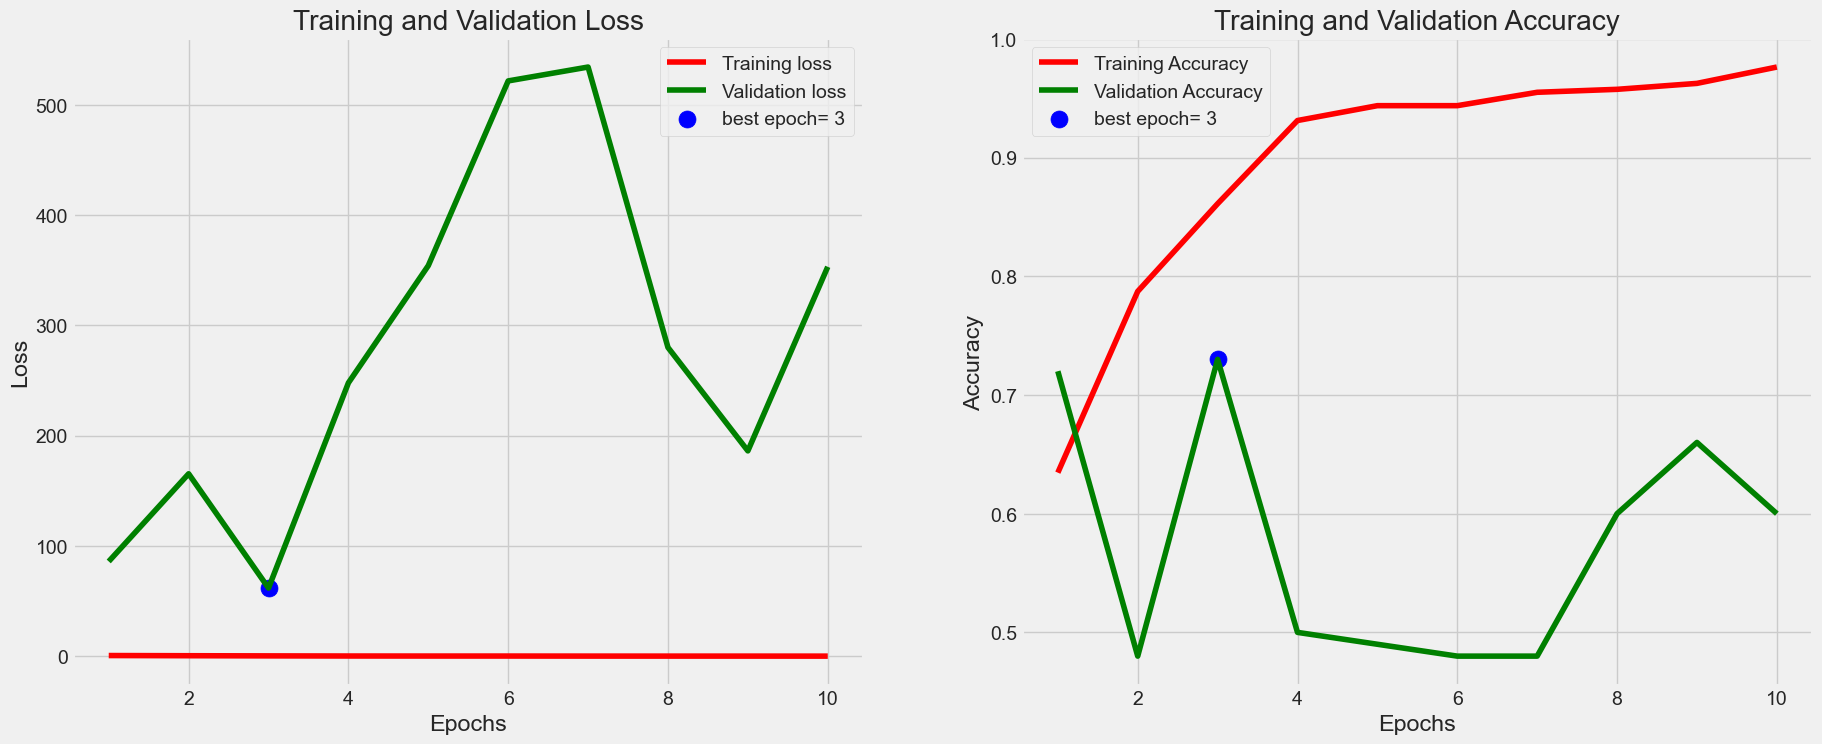 Training and Validation Loss
Training loss
Validation loss
best epoch= 3
500
400
300
200
100
0
Loss
2 4 6 8 10
Epochs
Training and Validation Accuracy
Training Accuracy
Validation Accuracy
best epoch= 3
1.0
0.9
0.8
0.7
0.6
0.5
Accuracy
2 4 6 8 10
Epochs